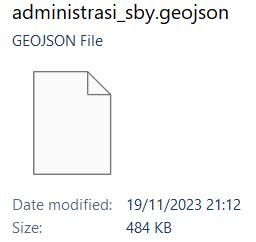 administrasi_sby.geojson
GEOJSON File
Date modified: 19/11/2023 21:12
Size: 484 KB